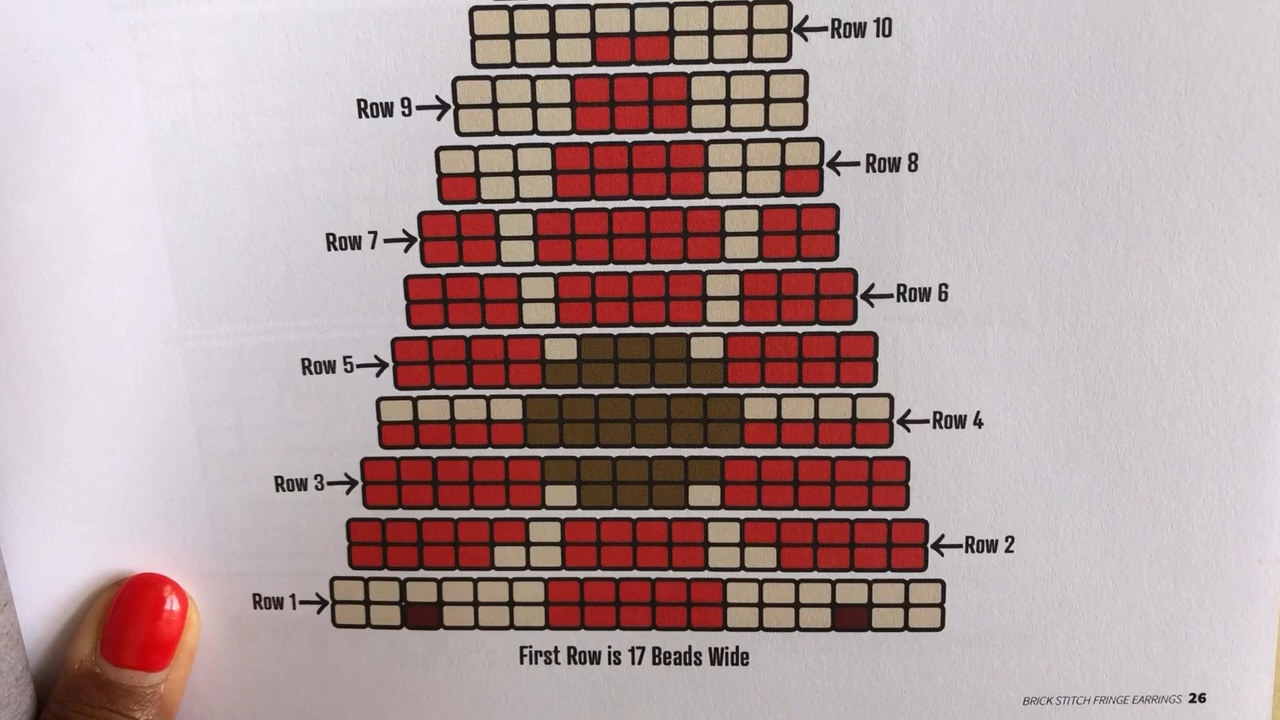 Row 10
Row 9
Row 8
Row 7
Row 6
Row 5
Row 4
Row 3
Row 2
Row 1
First Row is 17 Beads Wide
BRICK STITCH FRINGE EARRINGS 26